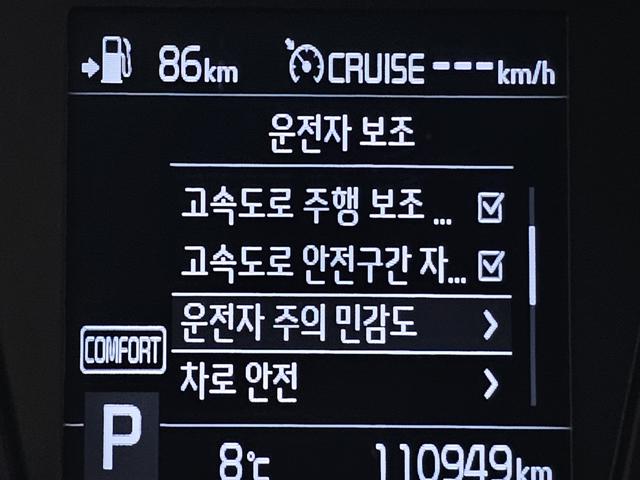 86km CRUISE ---km/h
운전자 보조
고속도로 주행 보조 ...
고속도로 안전구간 자...
운전자 주의 민감도
COMFORT
차로 안전
P
8℃ 110949km